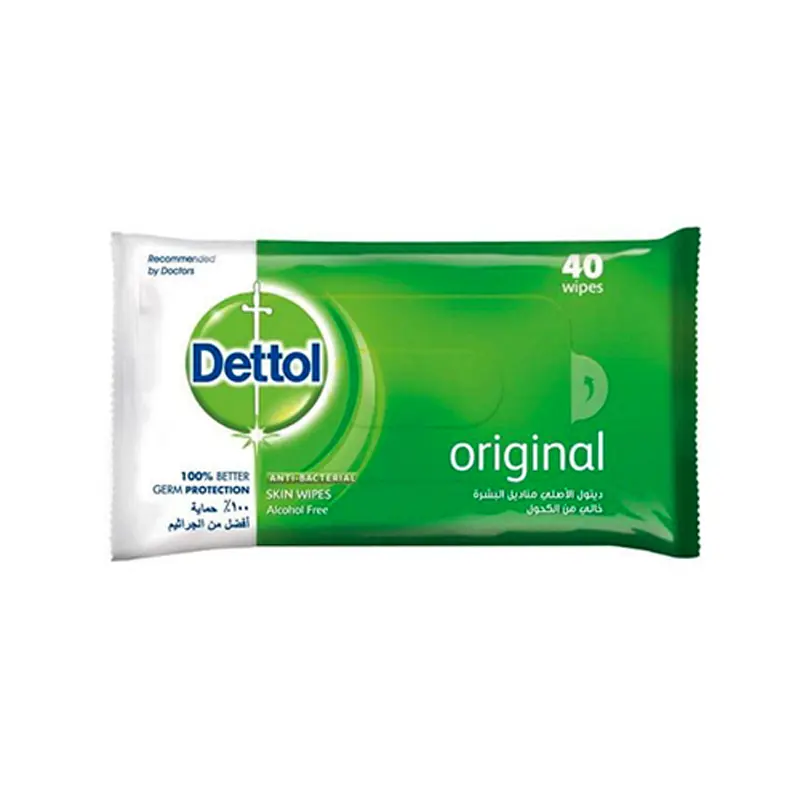 Recommended
by Doctors
40
wipes
Dettol
original
100% BETTER
GERM PROTECTION
١٠٠٪ حماية
أفضل من الجراثيم
ANTI-BACTERIAL
SKIN WIPES
Alcohol Free
ديتول الأصلي مناديل البشرة
خالي من الكحول